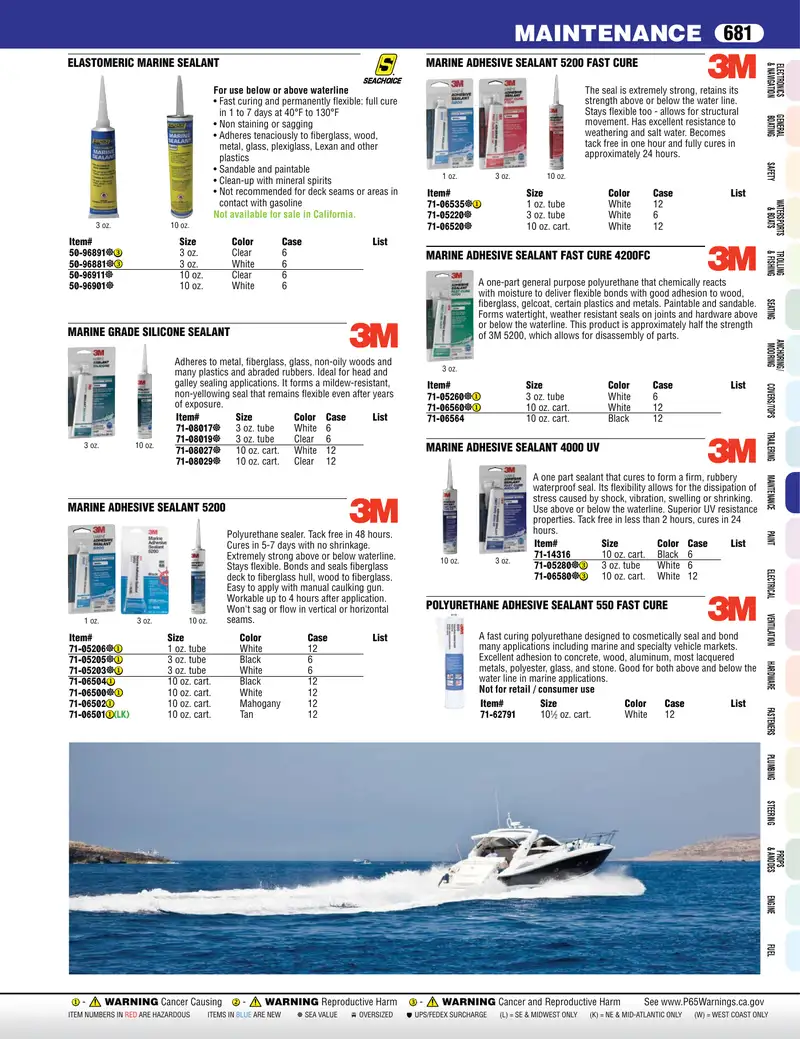 MAINTENANCE 681
ELASTOMERIC MARINE SEALANT
SEACHOICE
For use below or above waterline
• Fast curing and permanently flexible: full cure
in 1 to 7 days at 40°F to 130°F
• Non staining or sagging
• Adheres tenaciously to fiberglass, wood,
metal, glass, plexiglass, Lexan and other
plastics
• Sandable and paintable
• Clean-up with mineral spirits
• Not recommended for deck seams or areas in
contact with gasoline
Not available for sale in California.
3 oz. 10 oz.
Item# Size Color Case List
50-96891 3 3 oz. Clear 6
50-96881 3 3 oz. White 6
50-96911 10 oz. Clear 6
50-96901 10 oz. White 6
MARINE GRADE SILICONE SEALANT
3M
Adheres to metal, fiberglass, glass, non-oily woods and
many plastics and abraded rubbers. Ideal for head and
galley sealing applications. It forms a mildew-resistant,
non-yellowing seal that remains flexible even after years
of exposure.
3 oz. 10 oz.
Item# Size Color Case List
71-08017 3 oz. tube White 6
71-08019 3 oz. tube Clear 6
71-08027 10 oz. cart. White 12
71-08029 10 oz. cart. Clear 12
MARINE ADHESIVE SEALANT 5200
3M
Polyurethane sealer. Tack free in 48 hours.
Cures in 5-7 days with no shrinkage.
Extremely strong above or below waterline.
Stays flexible. Bonds and seals fiberglass
deck to fiberglass hull, wood to fiberglass.
Easy to apply with manual caulking gun.
Workable up to 4 hours after application.
Won't sag or flow in vertical or horizontal
seams.
1 oz. 3 oz. 10 oz.
Item# Size Color Case List
71-05206 1 1 oz. tube White 12
71-05205 1 3 oz. tube Black 6
71-05203 1 3 oz. tube White 6
71-06504 1 10 oz. cart. Black 12
71-06500 1 10 oz. cart. White 12
71-06502 1 10 oz. cart. Mahogany 12
71-06501 1 (LK) 10 oz. cart. Tan 12
MARINE ADHESIVE SEALANT 5200 FAST CURE
3M
The seal is extremely strong, retains its
strength above or below the water line.
Stays flexible too - allows for structural
movement. Has excellent resistance to
weathering and salt water. Becomes
tack free in one hour and fully cures in
approximately 24 hours.
1 oz. 3 oz. 10 oz.
Item# Size Color Case List
71-06535 1 1 oz. tube White 12
71-05220 3 oz. tube White 6
71-06520 10 oz. cart. White 12
MARINE ADHESIVE SEALANT FAST CURE 4200FC
3M
A one-part general purpose polyurethane that chemically reacts
with moisture to deliver flexible bonds with good adhesion to wood,
fiberglass, gelcoat, certain plastics and metals. Paintable and sandable.
Forms watertight, weather resistant seals on joints and hardware above
or below the waterline. This product is approximately half the strength
of 3M 5200, which allows for disassembly of parts.
3 oz.
Item# Size Color Case List
71-05260 1 3 oz. tube White 6
71-06560 1 10 oz. cart. White 12
71-06564 10 oz. cart. Black 12
MARINE ADHESIVE SEALANT 4000 UV
3M
A one part sealant that cures to form a firm, rubbery
waterproof seal. Its flexibility allows for the dissipation of
stress caused by shock, vibration, swelling or shrinking.
Use above or below the waterline. Superior UV resistance
properties. Tack free in less than 2 hours, cures in 24
hours.
10 oz. 3 oz.
Item# Size Color Case List
71-14316 10 oz. cart. Black 6
71-05280 3 3 oz. tube White 6
71-06580 3 10 oz. cart. White 12
POLYURETHANE ADHESIVE SEALANT 550 FAST CURE
3M
A fast curing polyurethane designed to cosmetically seal and bond
many applications including marine and specialty vehicle markets.
Excellent adhesion to concrete, wood, aluminum, most lacquered
metals, polyester, glass, and stone. Good for both above and below the
water line in marine applications.
Not for retail / consumer use
Item# Size Color Case List
71-62791 10½ oz. cart. White 12
ELECTRONICS
& NAVIGATION
GENERAL
BOATING
SAFETY
WATERSPORTS
& BOATS
TROLLING
& FISHING
SEATING
ANCHORING/
MOORING
COVERS/TOPS
TRAILERING
MAINTENANCE
PAINT
ELECTRICAL
VENTILATION
HARDWARE
FASTENERS
PLUMBING
STEERING
PROPS
& ANODES
ENGINE
FUEL
1 - WARNING Cancer Causing 2 - WARNING Reproductive Harm 3 - WARNING Cancer and Reproductive Harm See www.P65Warnings.ca.gov
ITEM NUMBERS IN RED ARE HAZARDOUS ITEMS IN BLUE ARE NEW SEA VALUE OVERSIZED UPS/FEDEX SURCHARGE (L) = SE & MIDWEST ONLY (K) = NE & MID-ATLANTIC ONLY (W) = WEST COAST ONLY